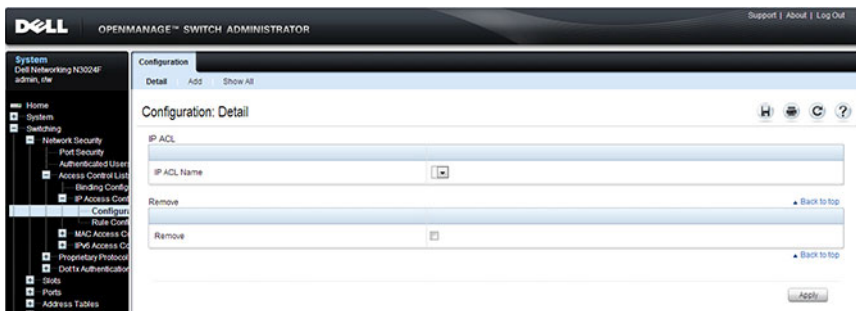 Support | About | Log Out
DELL
OPENMANAGE™ SWITCH ADMINISTRATOR
System
Dell Networking N3024F
admin, r/w
Home
System
Switching
Network Security
Port Security
Authenticated Users
Access Control Lists
Binding Config
IP Access Cont
Configura
Rule Conf
MAC Access C
IPv6 Access Co
Proprietary Protocol
Dot1x Authentication
Slots
Ports
Address Tables
Configuration
Detail Add Show All
Configuration: Detail
IP ACL
IP ACL Name
Remove
Back to top
Remove
Back to top
Apply